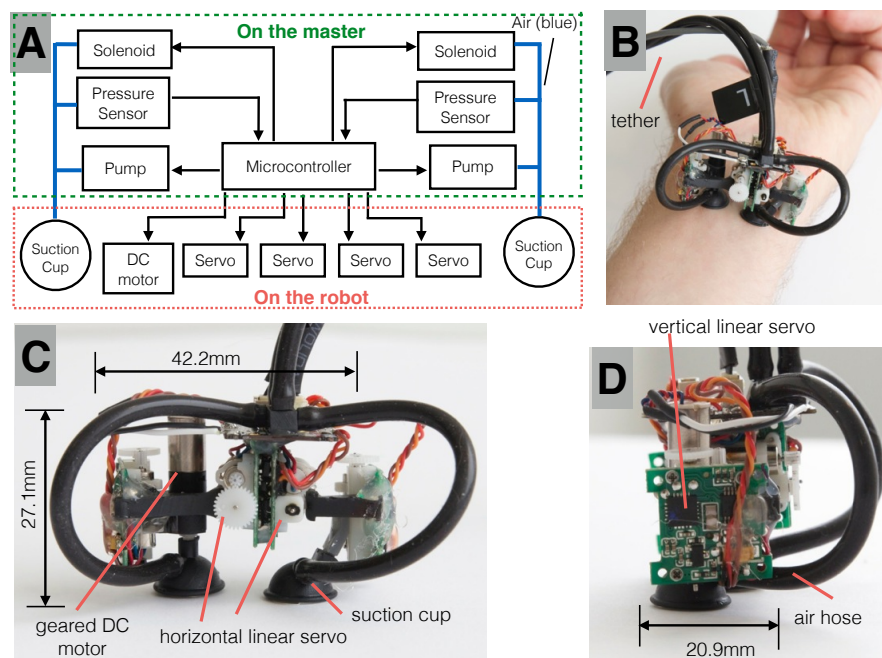 A
On the master
Air (blue)
Solenoid
Solenoid
Pressure
Sensor
Pressure
Sensor
Pump
Microcontroller
Pump
Suction
Cup
DC
motor
Servo
Servo
Servo
Servo
Suction
Cup
On the robot
B
tether
L
C
42.2mm
27.1mm
geared DC
motor
horizontal linear servo
suction cup
vertical linear servo
D
air hose
20.9mm